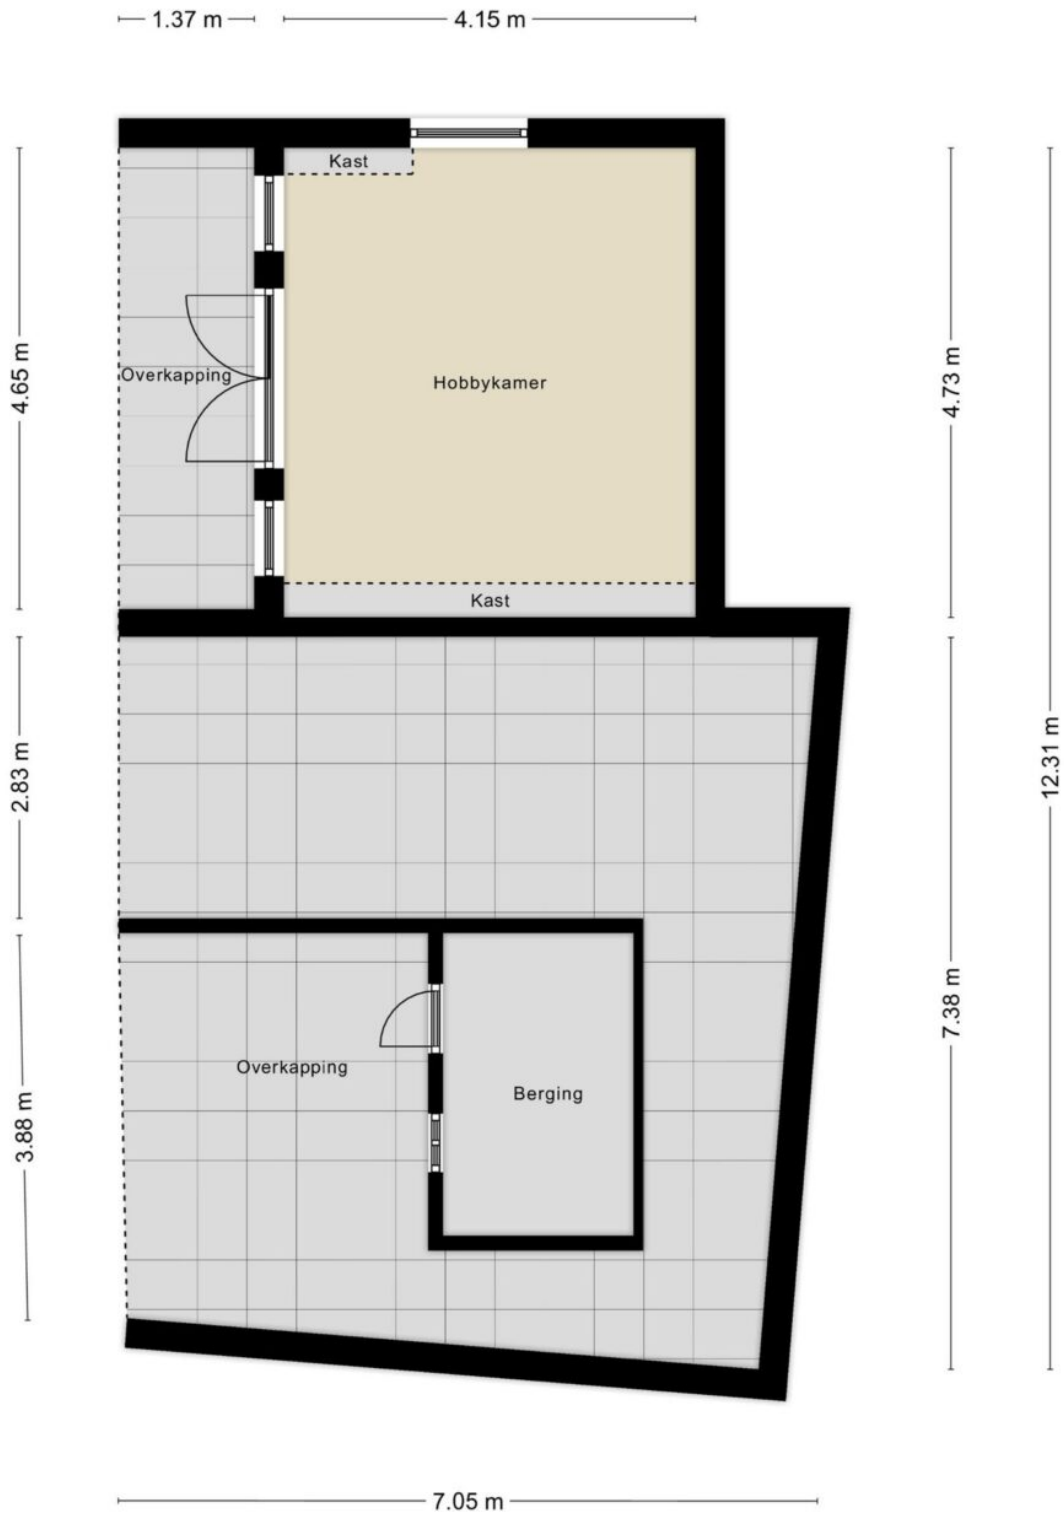 1.37 m
4.15 m
Kast
4.65 m
Overkapping
Hobbykamer
4.73 m
Kast
2.83 m
12.31 m
7.38 m
3.88 m
Overkapping
Berging
7.05 m